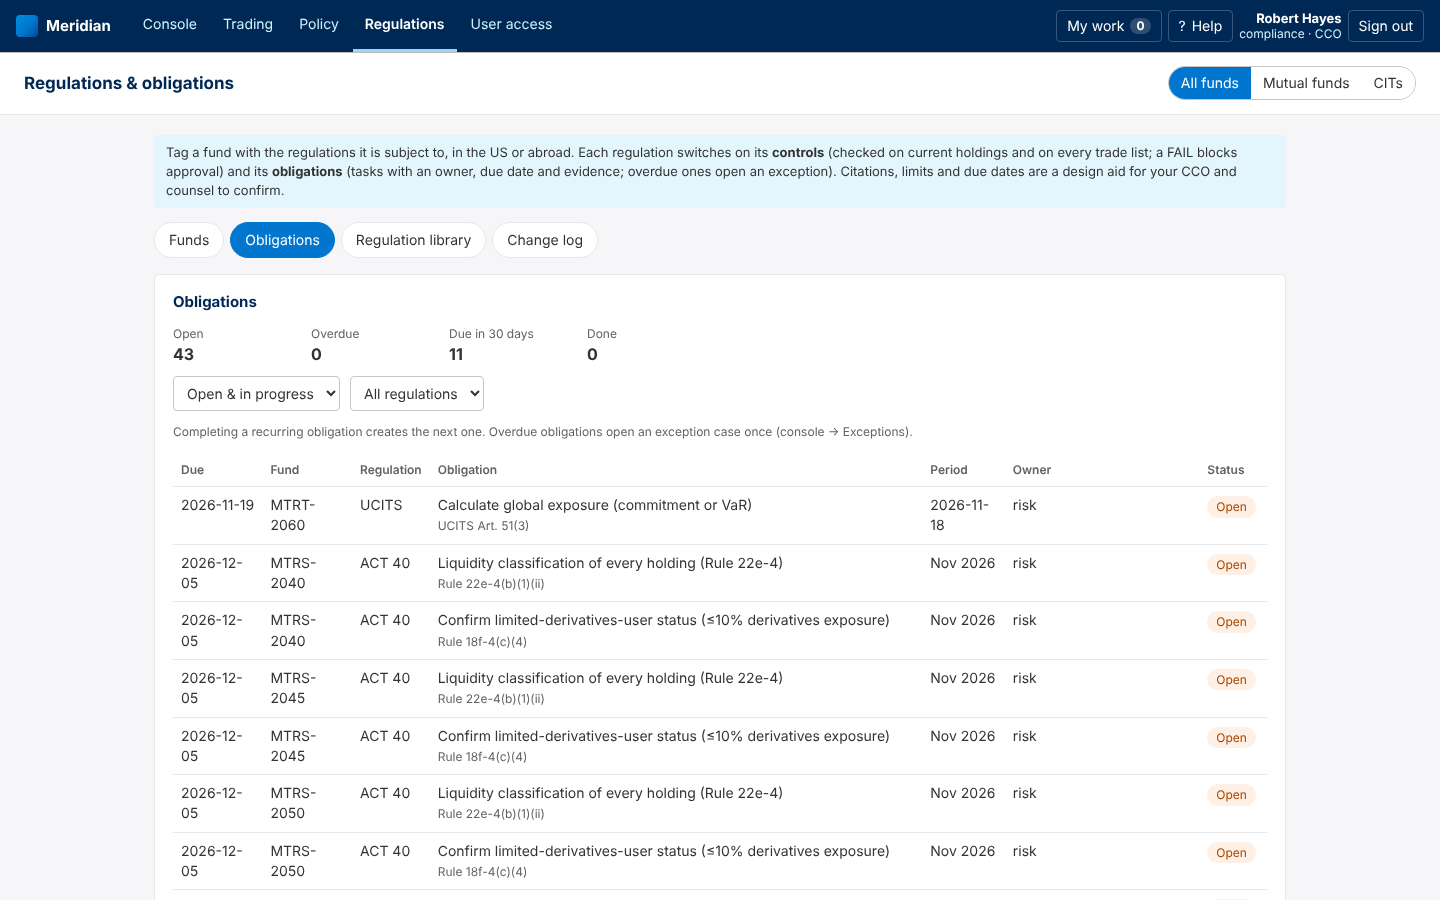 Meridian
Console
Trading
Policy
Regulations
User access
My work 0
? Help
Robert Hayes
compliance · CCO
Sign out
Regulations & obligations
All funds
Mutual funds
CITs
Tag a fund with the regulations it is subject to, in the US or abroad. Each regulation switches on its controls (checked on current holdings and on every trade list; a FAIL blocks
approval) and its obligations (tasks with an owner, due date and evidence; overdue ones open an exception). Citations, limits and due dates are a design aid for your CCO and
counsel to confirm.
Funds
Obligations
Regulation library
Change log
Obligations
Open
Overdue
Due in 30 days
Done
43
0
11
0
Open & in progress
All regulations
Completing a recurring obligation creates the next one. Overdue obligations open an exception case once (console → Exceptions).
Due Fund Regulation Obligation Period Owner Status
2026-11-19 MTRT- UCITS Calculate global exposure (commitment or VaR) 2026-11- risk Open
2060 UCITS Art. 51(3) 18
2026-12- MTRS- ACT 40 Liquidity classification of every holding (Rule 22e-4) Nov 2026 risk Open
05 2040 Rule 22e-4(b)(1)(ii)
2026-12- MTRS- ACT 40 Confirm limited-derivatives-user status (≤10% derivatives exposure) Nov 2026 risk Open
05 2040 Rule 18f-4(c)(4)
2026-12- MTRS- ACT 40 Liquidity classification of every holding (Rule 22e-4) Nov 2026 risk Open
05 2045 Rule 22e-4(b)(1)(ii)
2026-12- MTRS- ACT 40 Confirm limited-derivatives-user status (≤10% derivatives exposure) Nov 2026 risk Open
05 2045 Rule 18f-4(c)(4)
2026-12- MTRS- ACT 40 Liquidity classification of every holding (Rule 22e-4) Nov 2026 risk Open
05 2050 Rule 22e-4(b)(1)(ii)
2026-12- MTRS- ACT 40 Confirm limited-derivatives-user status (≤10% derivatives exposure) Nov 2026 risk Open
05 2050 Rule 18f-4(c)(4)